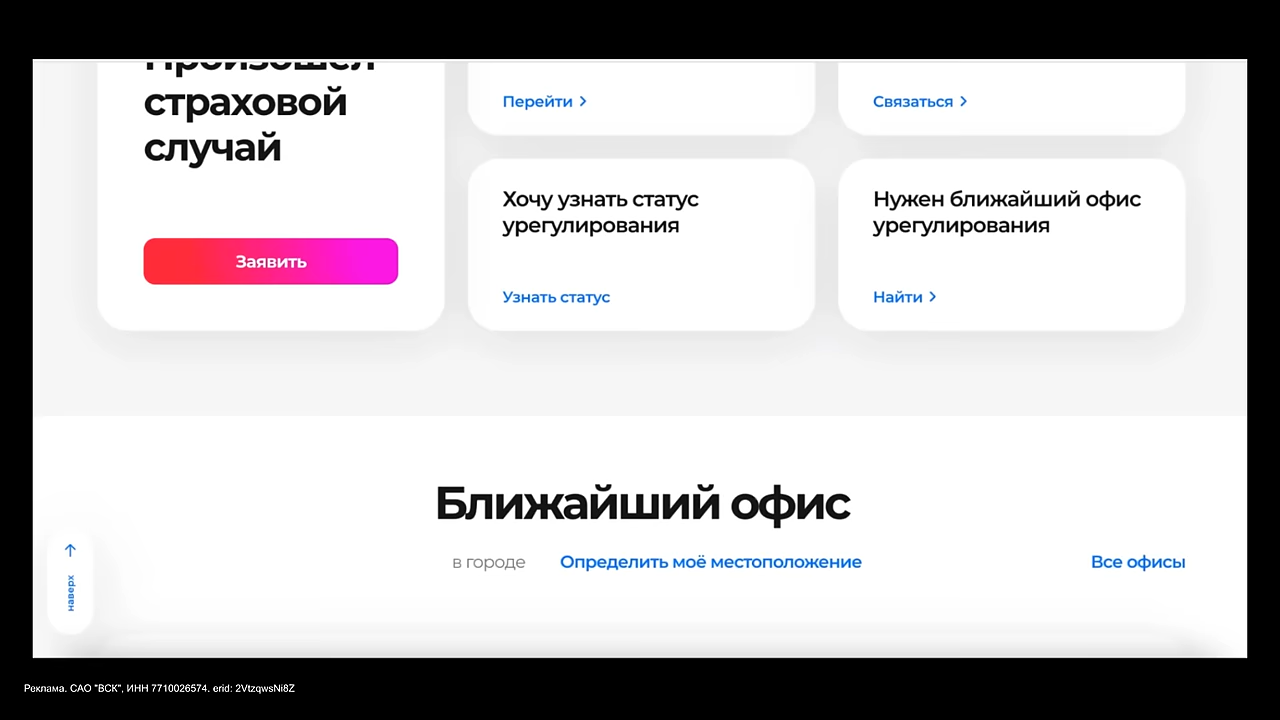 Произошел
страховой
случай
Заявить
Перейти
Связаться
Хочу узнать статус
урегулирования
Узнать статус
Нужен ближайший офис
урегулирования
Найти
Ближайший офис
в городе
Определить моё местоположение
Все офисы
наверх
Реклама. САО "ВСК", ИНН 7710026574. erid: 2VtzqwsNi8Z